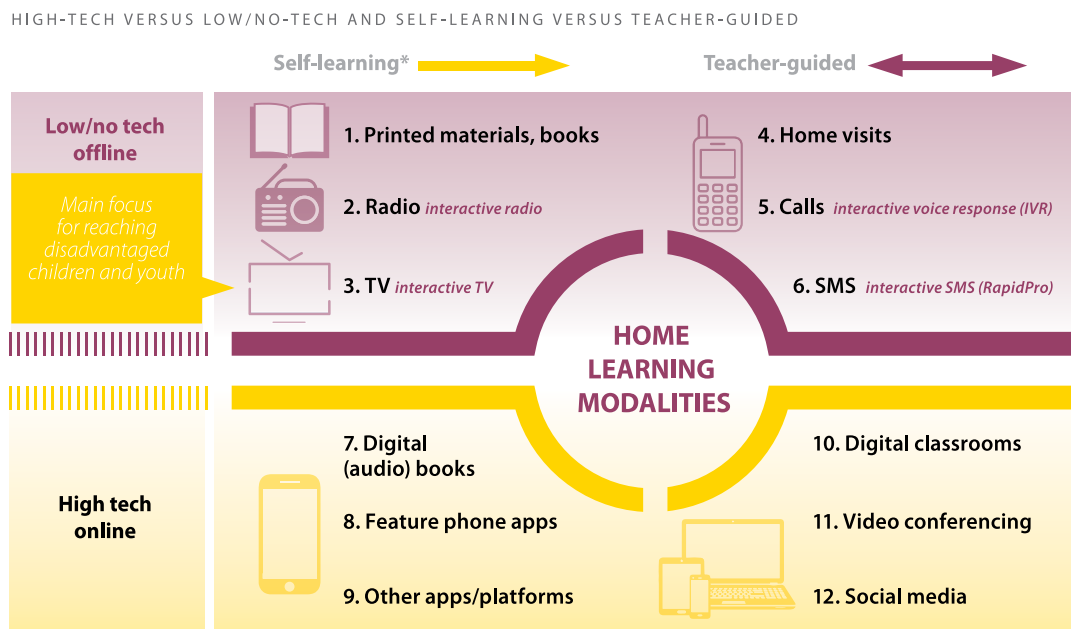 HIGH-TECH VERSUS LOW/NO-TECH AND SELF-LEARNING VERSUS TEACHER-GUIDED
Self-learning*
Teacher-guided
Low/no tech
offline
Main focus
for reaching
disadvantaged
children and youth
1. Printed materials, books
2. Radio interactive radio
3. TV interactive TV
4. Home visits
5. Calls interactive voice response (IVR)
6. SMS interactive SMS (RapidPro)
HOME
LEARNING
MODALITIES
High tech
online
7. Digital
(audio) books
8. Feature phone apps
9. Other apps/platforms
10. Digital classrooms
11. Video conferencing
12. Social media